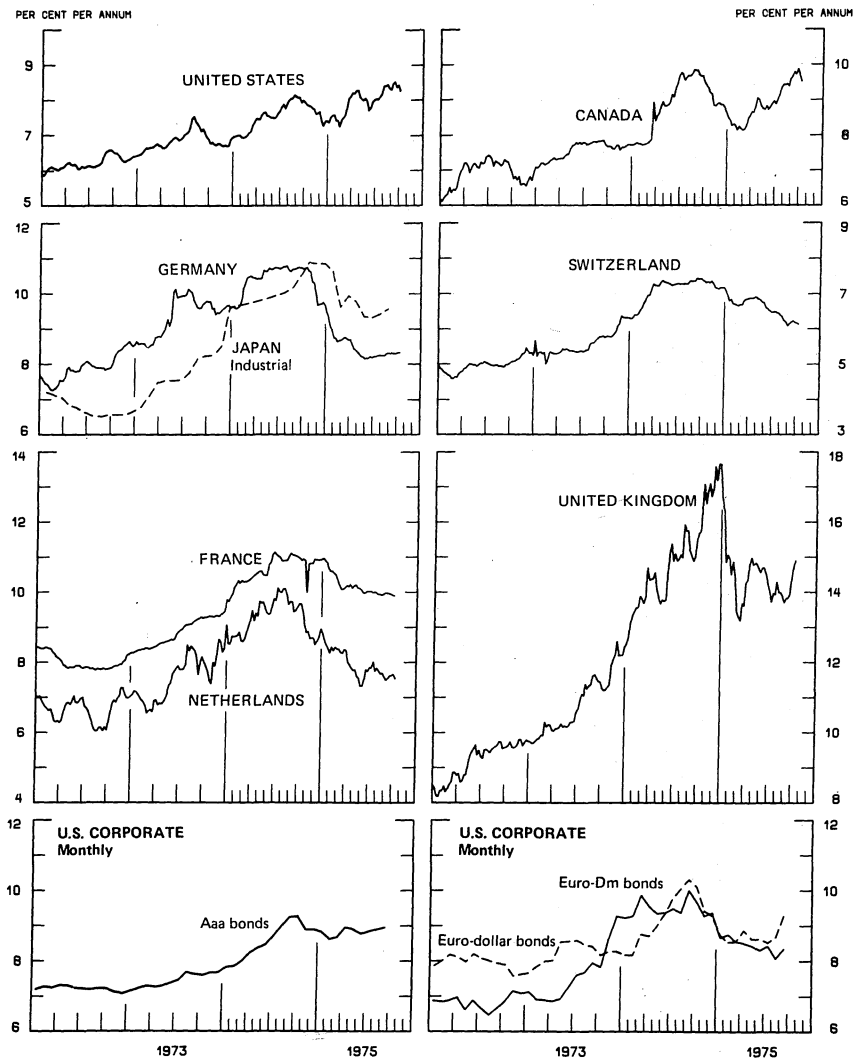 PER CENT PER ANNUM
PER CENT PER ANNUM
9
UNITED STATES
7
5
10
CANADA
8
6
12
GERMANY
10
JAPAN
Industrial
8
6
9
SWITZERLAND
7
5
3
14
12
FRANCE
10
8
NETHERLANDS
6
4
18
UNITED KINGDOM
16
14
12
10
8
12
U.S. CORPORATE
Monthly
10
Aaa bonds
8
6
1973
1975
12
U.S. CORPORATE
Monthly
Euro-Dm bonds
10
Euro-dollar bonds
8
6
1973
1975